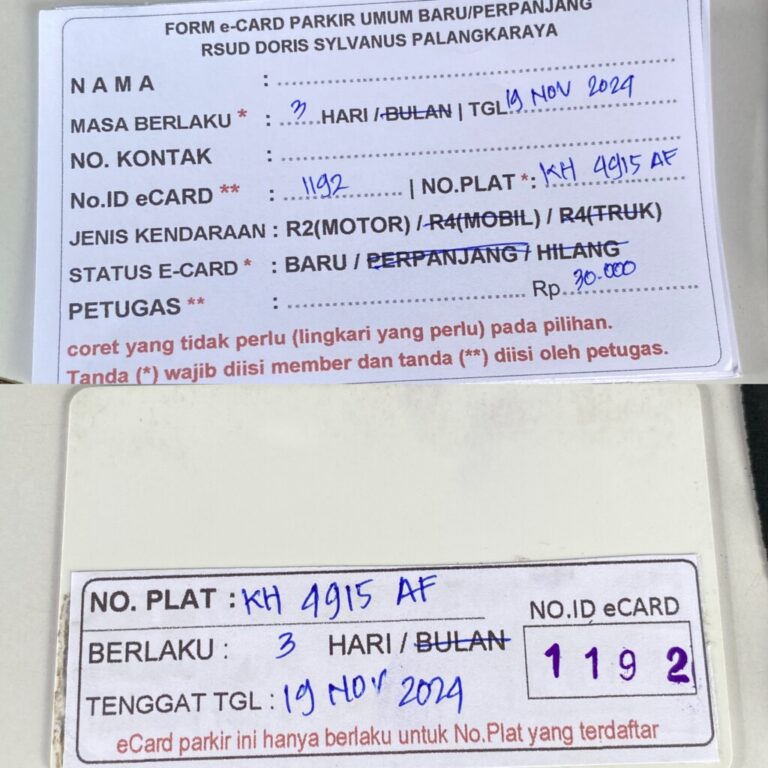 FORM e-CARD PARKIR UMUM BARU/PERPANJANG
RSUD DORIS SYLVANUS PALANGKARAYA
NAMA :
MASA BERLAKU * : 3 HARI / BULAN | TGL 19 NOV 2024
NO. KONTAK :
No.ID eCARD ** : 1192 | NO.PLAT *: KH 4915 AF
JENIS KENDARAAN : R2(MOTOR) / R4(MOBIL) / R4(TRUK)
STATUS E-CARD * : BARU / PERPANJANG / HILANG
PETUGAS ** : Rp. 30.000
coret yang tidak perlu (lingkari yang perlu) pada pilihan.
Tanda (*) wajib diisi member dan tanda (**) diisi oleh petugas.
NO. PLAT : KH 4915 AF
BERLAKU : 3 HARI / BULAN
TENGGAT TGL : 19 NOV 2024
NO.ID eCARD
1192
eCard parkir ini hanya berlaku untuk No.Plat yang terdaftar